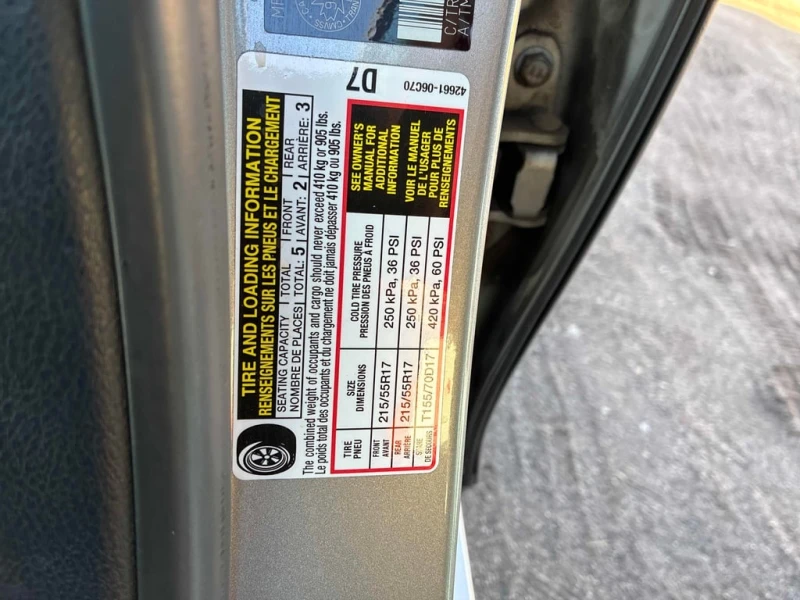 TIRE AND LOADING INFORMATION
RENSEIGNEMENTS SUR LES PNEUS ET LE CHARGEMENT
SEATING CAPACITY | TOTAL | FRONT | REAR
NOMBRE DE PLACES | TOTAL: 5 | AVANT: 2 | ARRIÈRE: 3
The combined weight of occupants and cargo should never exceed 410 kg or 905 lbs.
Le poids total des occupants et du chargement ne doit jamais dépasser 410 kg ou 905 lbs.
TIRE SIZE COLD TIRE PRESSURE
PNEU DIMENSIONS PRESSION DES PNEUS À FROID
FRONT
AVANT 215/55R17 250 kPa, 36 PSI
REAR
ARRIÈRE 215/55R17 250 kPa, 36 PSI
SPARE
DE SECOURS T155/70D17 420 kPa, 60 PSI
SEE OWNER'S
MANUAL FOR
ADDITIONAL
INFORMATION
VOIR LE MANUEL
DE L'USAGER
POUR PLUS DE
RENSEIGNEMENTS
D7
42661-06C70
C/TR
A/TM